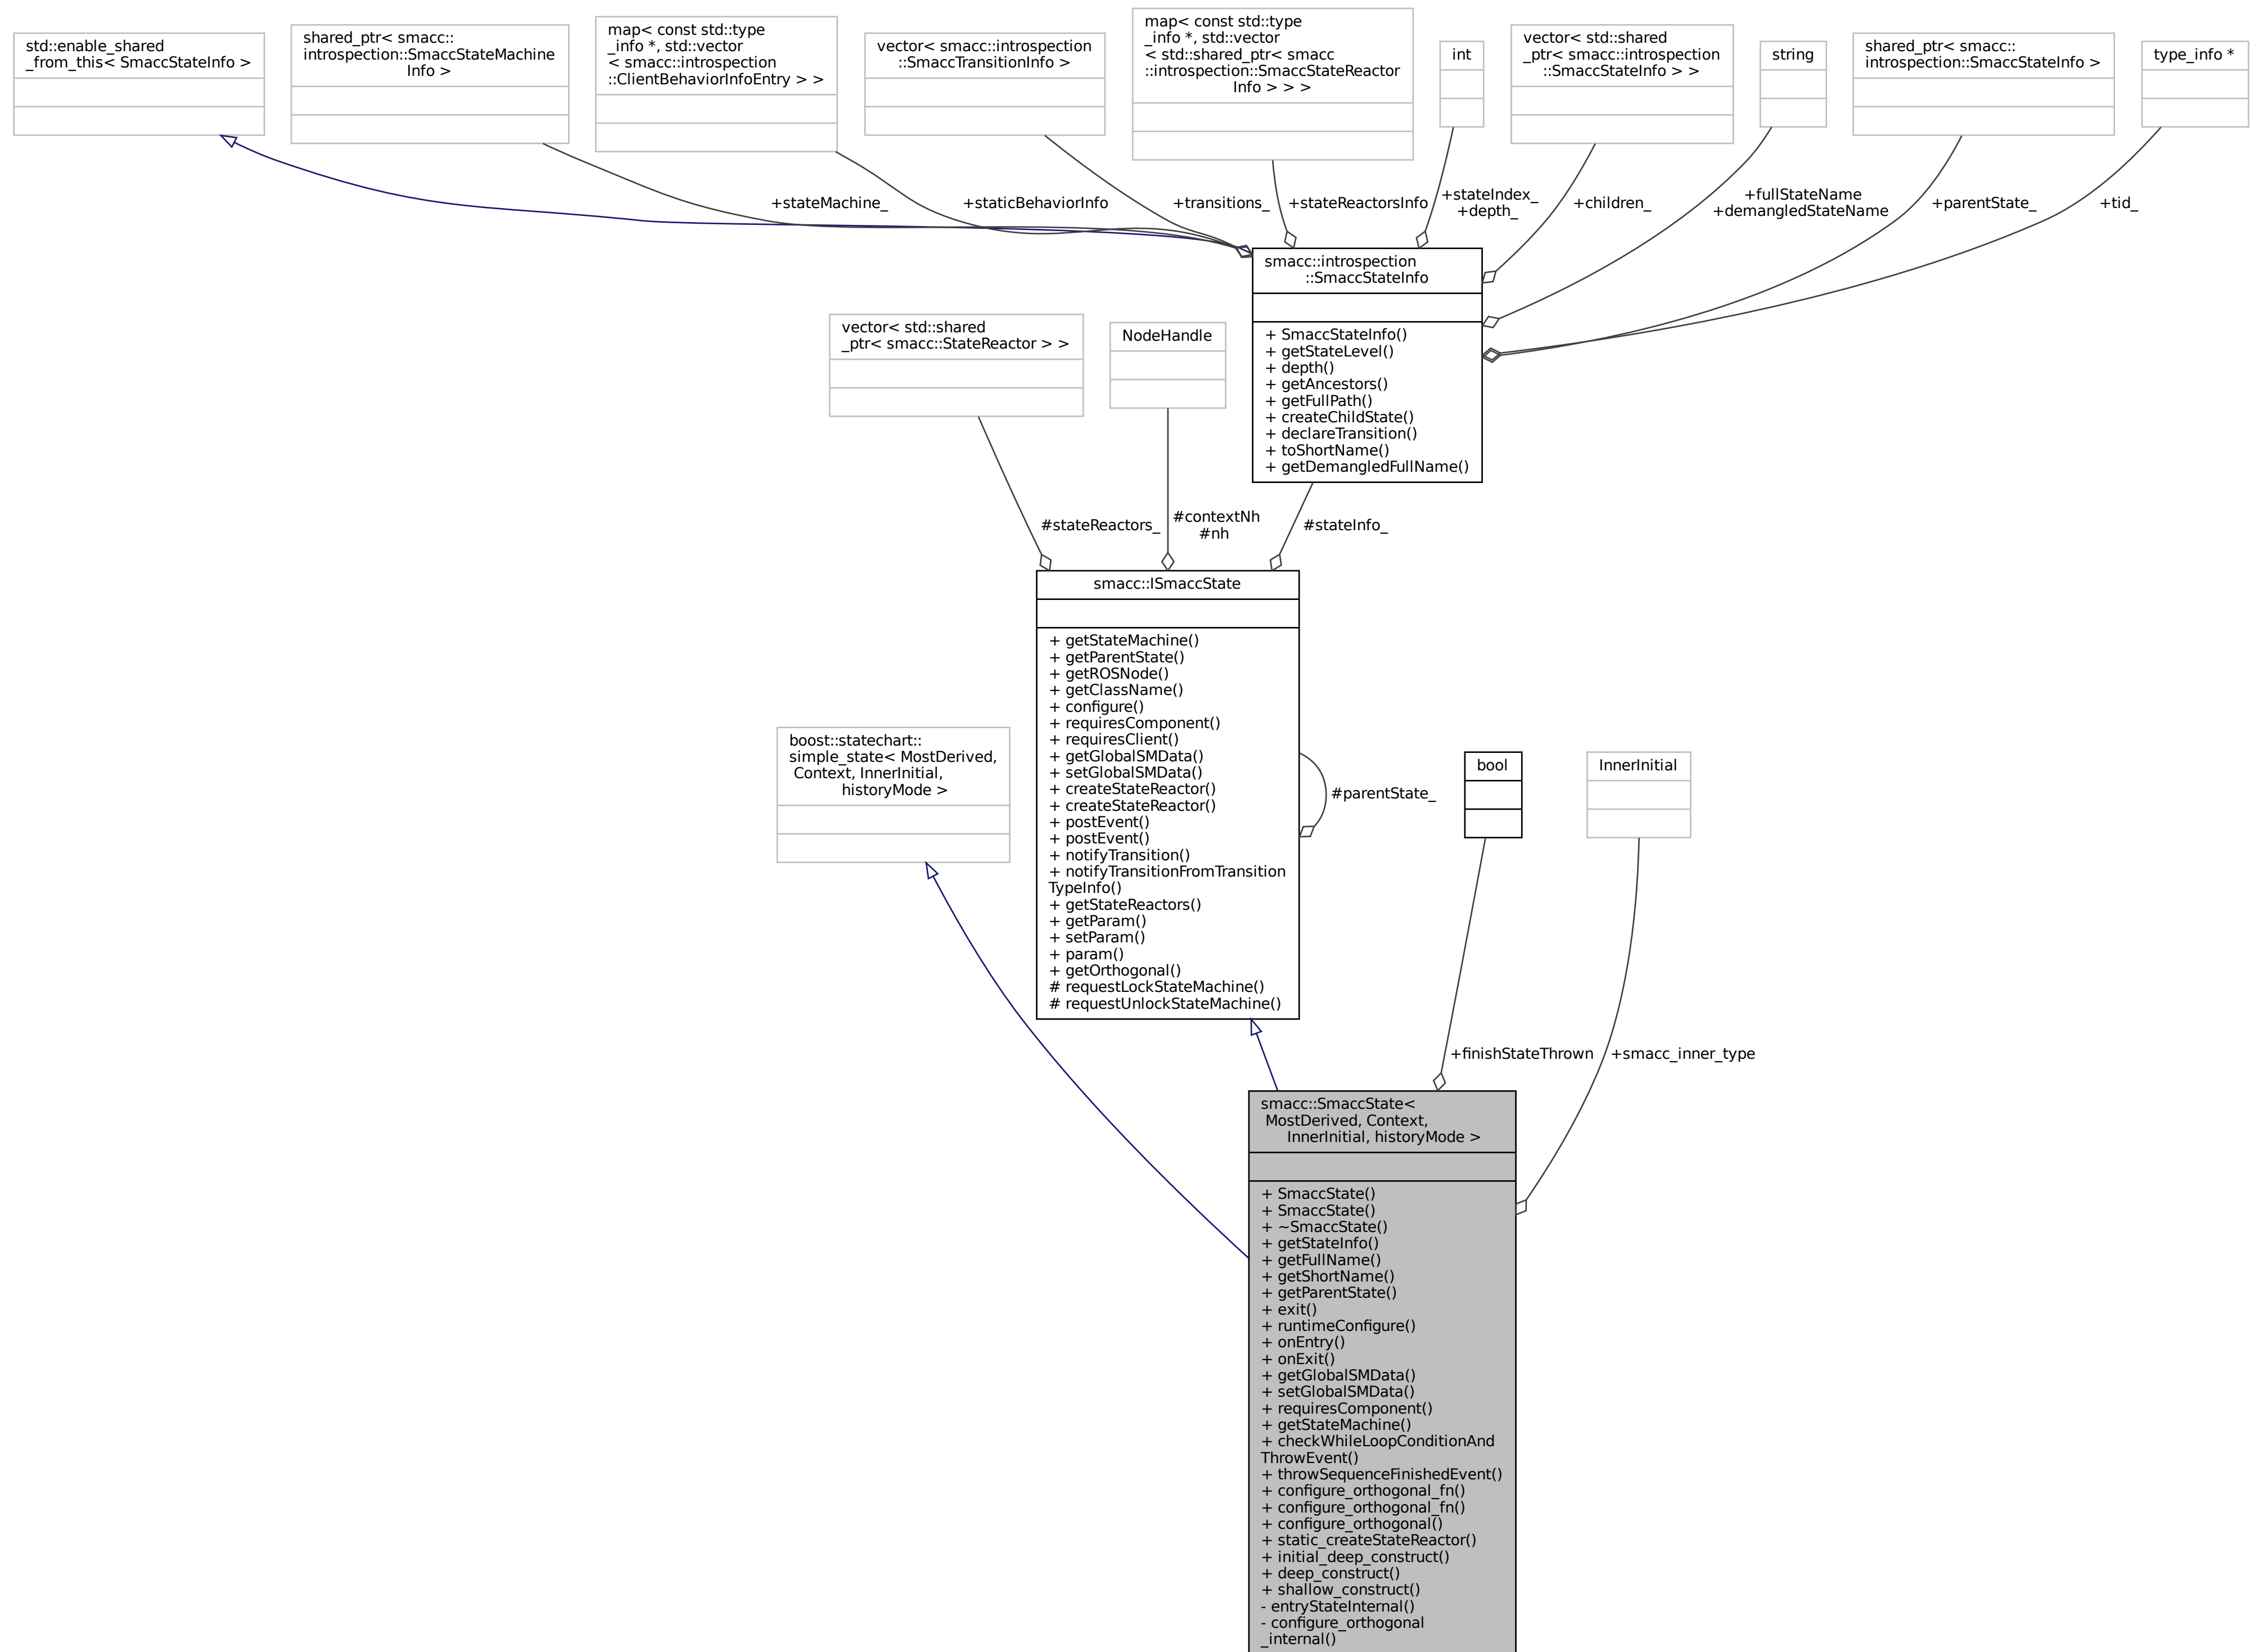 std::enable_shared
_from_this< SmaccStateInfo >
shared_ptr< smacc::
introspection::SmaccStateMachine
Info >
map< const std::type
_info *, std::vector
< smacc::introspection
::ClientBehaviorInfoEntry > >
vector< smacc::introspection
::SmaccTransitionInfo >
map< const std::type
_info *, std::vector
< std::shared_ptr< smacc
::introspection::SmaccStateReactor
Info > > >
int
vector< std::shared
_ptr< smacc::introspection
::SmaccStateInfo > >
string
shared_ptr< smacc::
introspection::SmaccStateInfo >
type_info *
+stateMachine_
+staticBehaviorInfo
+transitions_
+stateReactorsInfo
+stateIndex_
+depth_
+children_
+fullStateName
+demangledStateName
+parentState_
+tid_
smacc::introspection
::SmaccStateInfo
+ SmaccStateInfo()
+ getStateLevel()
+ depth()
+ getAncestors()
+ getFullPath()
+ createChildState()
+ declareTransition()
+ toShortName()
+ getDemangledFullName()
vector< std::shared
_ptr< smacc::StateReactor > >
NodeHandle
#stateReactors_
#contextNh
#nh
#stateInfo_
smacc::ISmaccState
+ getStateMachine()
+ getParentState()
+ getROSNode()
+ getClassName()
+ configure()
+ requiresComponent()
+ requiresClient()
+ getGlobalSMData()
+ setGlobalSMData()
+ createStateReactor()
+ createStateReactor()
+ postEvent()
+ postEvent()
+ notifyTransition()
+ notifyTransitionFromTransition
TypeInfo()
+ getStateReactors()
+ getParam()
+ setParam()
+ param()
+ getOrthogonal()
# requestLockStateMachine()
# requestUnlockStateMachine()
#parentState_
boost::statechart::
simple_state< MostDerived,
Context, InnerInitial,
historyMode >
bool
InnerInitial
+finishStateThrown
+smacc_inner_type
smacc::SmaccState<
MostDerived, Context,
InnerInitial, historyMode >
+ SmaccState()
+ SmaccState()
+ ~SmaccState()
+ getStateInfo()
+ getFullName()
+ getShortName()
+ getParentState()
+ exit()
+ runtimeConfigure()
+ onEntry()
+ onExit()
+ getGlobalSMData()
+ setGlobalSMData()
+ requiresComponent()
+ getStateMachine()
+ checkWhileLoopConditionAnd
ThrowEvent()
+ throwSequenceFinishedEvent()
+ configure_orthogonal_fn()
+ configure_orthogonal_fn()
+ configure_orthogonal()
+ static_createStateReactor()
+ initial_deep_construct()
+ deep_construct()
+ shallow_construct()
- entryStateInternal()
- configure_orthogonal
_internal()